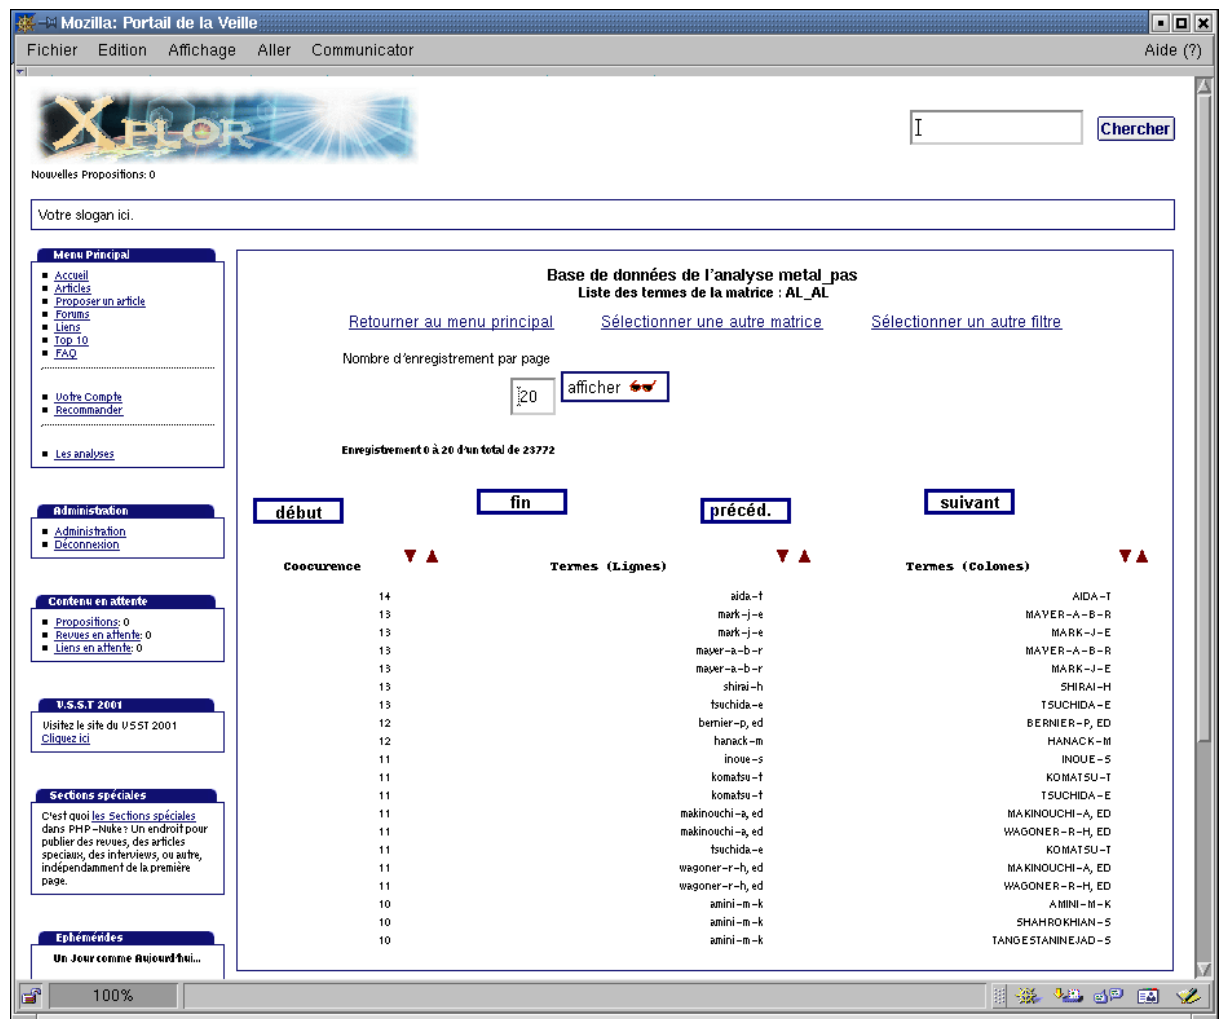 Mozilla: Portail de la Veille
Fichier Edition Affichage Aller Communicator Aide (?)
XPLOR
Chercher
Nouvelles Propositions: 0
Votre slogan ici.
Menu Principal
Accueil
Articles
Proposer un article
Forums
Liens
Top 10
FAQ
Votre Compte
Recommander
Les analyses
Administration
Administration
Déconnexion
Contenu en attente
Propositions: 0
Revues en attente: 0
Liens en attente: 0
V.S.S.T 2001
Visitez le site du VSST 2001
Cliquez ici
Sections spéciales
C'est quoi les Sections spéciales
dans PHP-Nuke? Un endroit pour
publier des revues, des articles
speciaux, des interviews, ou autre,
indépendamment de la première
page.
Ephémérides
Un Jour comme Aujourd'hui...
Base de données de l'analyse metal_pas
Liste des termes de la matrice : AL_AL
Retourner au menu principal Sélectionner une autre matrice Sélectionner un autre filtre
Nombre d'enregistrement par page
20 afficher
Enregistrement 0 à 20 d'un total de 23772
début fin précéd. suivant
Coocurence Termes (Lignes) Termes (Colones)
14 aida-t AIDA-T
13 mark-j-e MAYER-A-B-R
13 mark-j-e MARK-J-E
13 mayer-a-b-r MAYER-A-B-R
13 mayer-a-b-r MARK-J-E
13 shirai-h SHIRAI-H
13 tsuchida-e TSUCHIDA-E
12 bernier-p, ed BERNIER-P, ED
12 hanack-m HANACK-M
11 inoue-s INOUE-S
11 komatsu-t KOMATSU-T
11 komatsu-t TSUCHIDA-E
11 makinouchi-a, ed MAKINOUCHI-A, ED
11 makinouchi-a, ed WAGONER-R-H, ED
11 tsuchida-e KOMATSU-T
11 wagoner-r-h, ed MAKINOUCHI-A, ED
11 wagoner-r-h, ed WAGONER-R-H, ED
10 amini-m-k AMINI-M-K
10 amini-m-k SHAHROKHIAN-S
10 amini-m-k TANGESTANINEJAD-S
100%